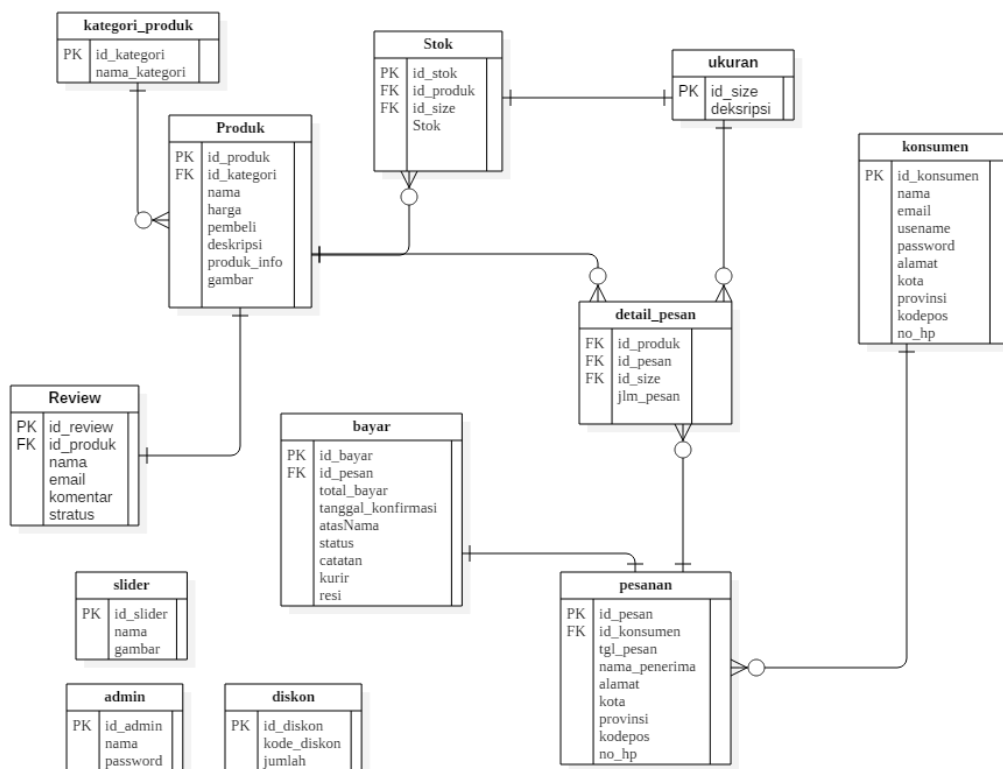 kategori_produk
PK id_kategori
nama_kategori
Stok
PK id_stok
FK id_produk
FK id_size
Stok
ukuran
PK id_size
deksripsi
Produk
PK id_produk
FK id_kategori
nama
harga
pembeli
deskripsi
produk_info
gambar
konsumen
PK id_konsumen
nama
email
usename
password
alamat
kota
provinsi
kodepos
no_hp
detail_pesan
FK id_produk
FK id_pesan
FK id_size
jlm_pesan
Review
PK id_review
FK id_produk
nama
email
komentar
stratus
bayar
PK id_bayar
FK id_pesan
total_bayar
tanggal_konfirmasi
atasNama
status
catatan
kurir
resi
slider
PK id_slider
nama
gambar
pesanan
PK id_pesan
FK id_konsumen
tgl_pesan
nama_penerima
alamat
kota
provinsi
kodepos
no_hp
admin
PK id_admin
nama
password
diskon
PK id_diskon
kode_diskon
jumlah